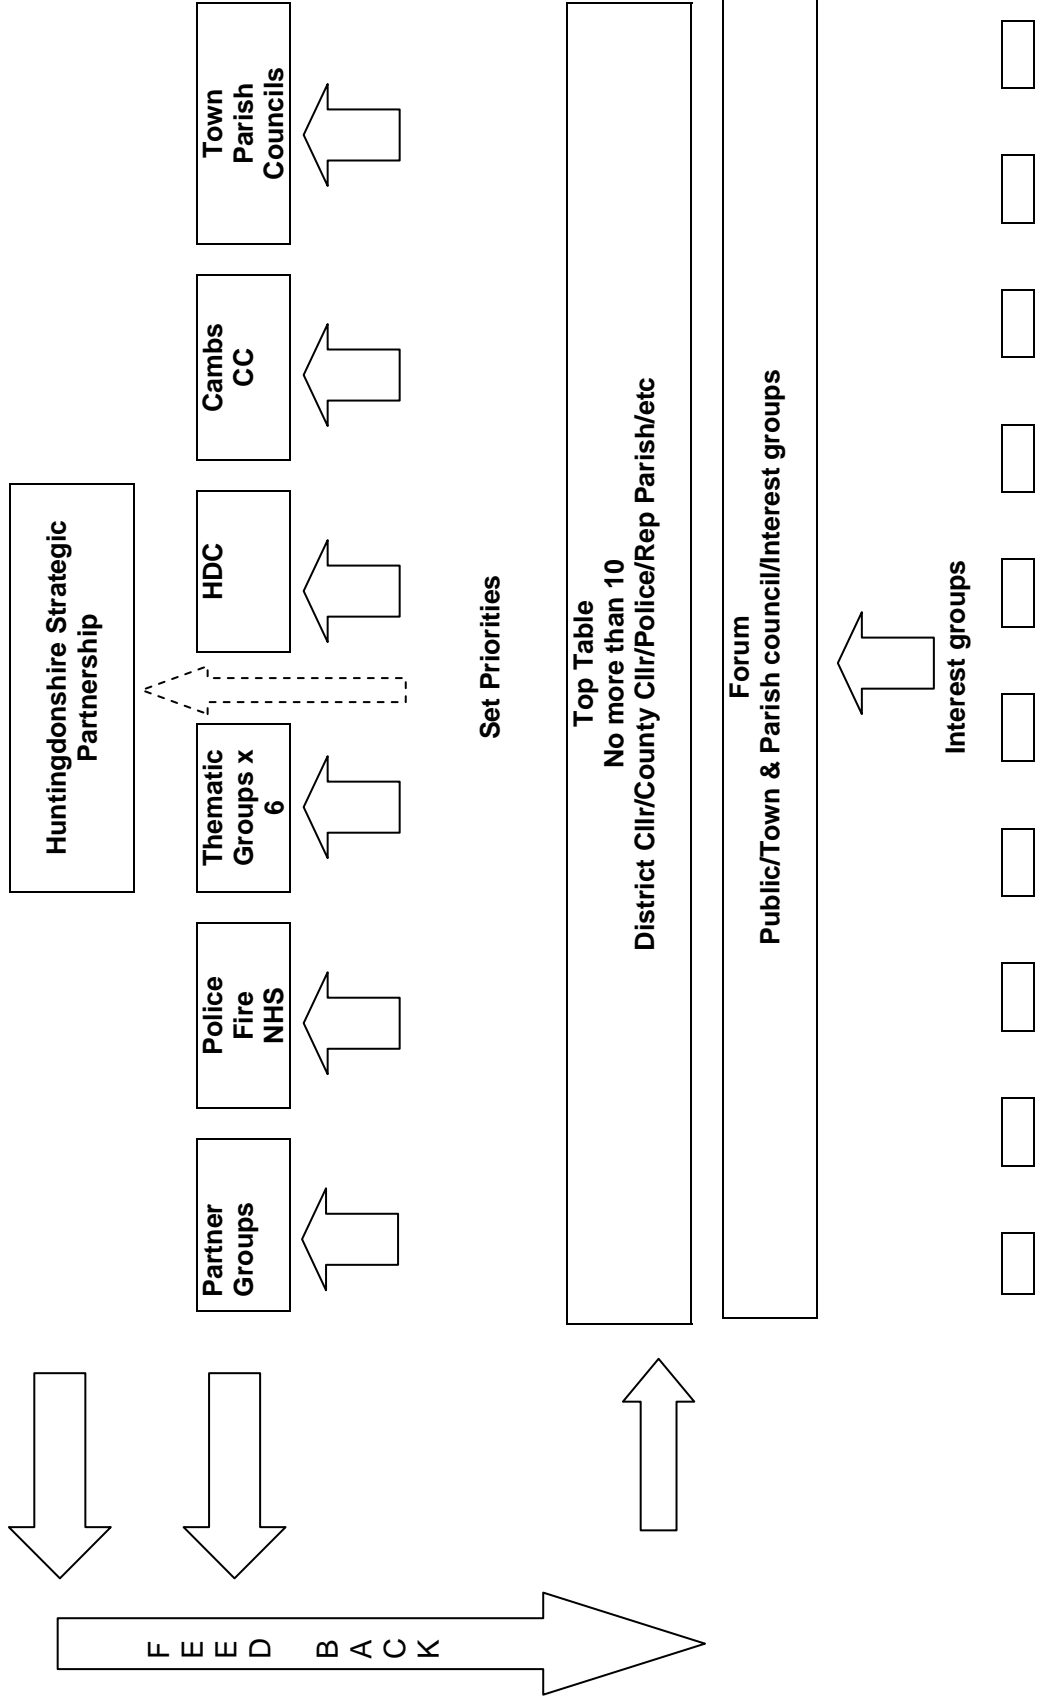 Huntingdonshire Strategic
Partnership
Partner
Groups
Police
Fire
NHS
Thematic
Groups x
6
HDC
Cambs
CC
Town
Parish
Councils
F
E
E
D
B
A
C
K
Set Priorities
Top Table
No more than 10
District Cllr/County Cllr/Police/Rep Parish/etc
Forum
Public/Town & Parish council/Interest groups
Interest groups